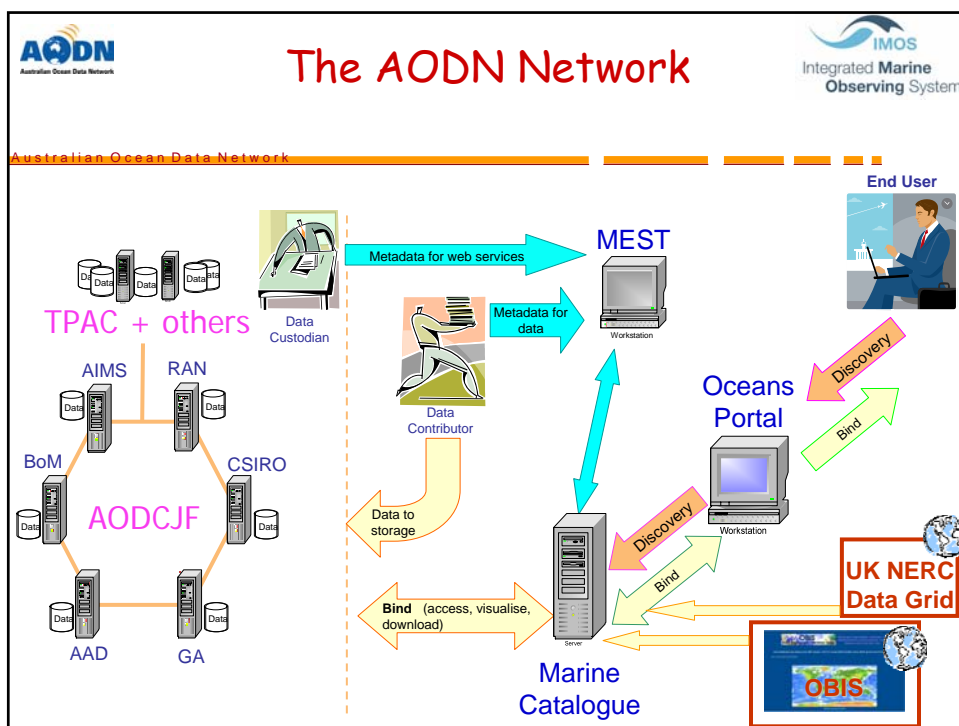 AODN
Australian Ocean Data Network
The AODN Network
IMOS
Integrated Marine
Observing System
Australian Ocean Data Network
End User
MEST
Metadata for web services
Data
Data
Data
Data
Data
TPAC + others
Data
Custodian
Metadata for
data
Workstation
Discovery
AIMS
RAN
Data
Data
Oceans
Portal
Bind
Data
Contributor
BoM
CSIRO
Data
AODCJF
Data
Data to
storage
Discovery
Workstation
Bind
UK NERC
Data Grid
Bind (access, visualise,
download)
Data
Data
AAD
GA
Server
Marine
Catalogue
OBIS